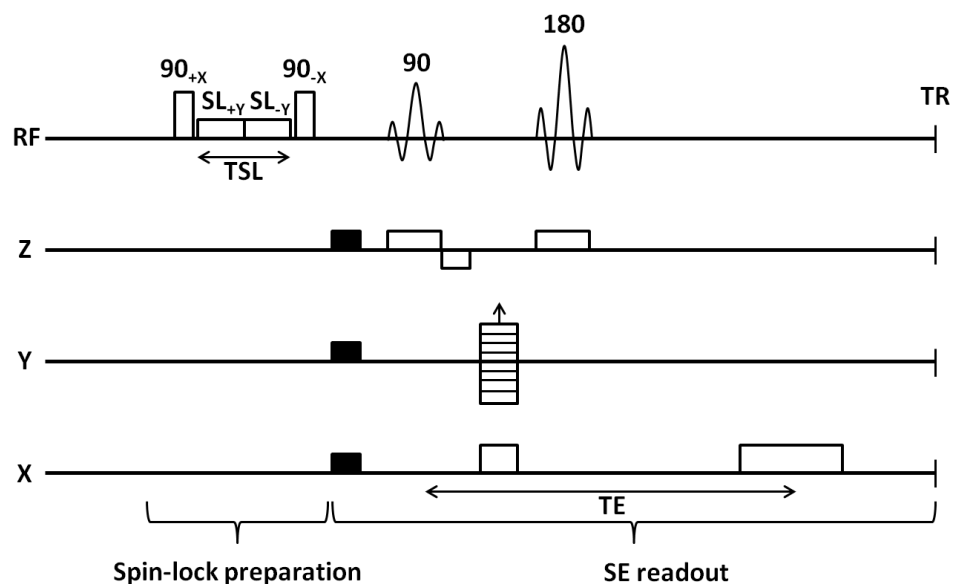 180
90₊X 90₋X 90
SL₊Y SL₋Y
TR
RF
TSL
Z
Y
X
TE
Spin-lock preparation SE readout